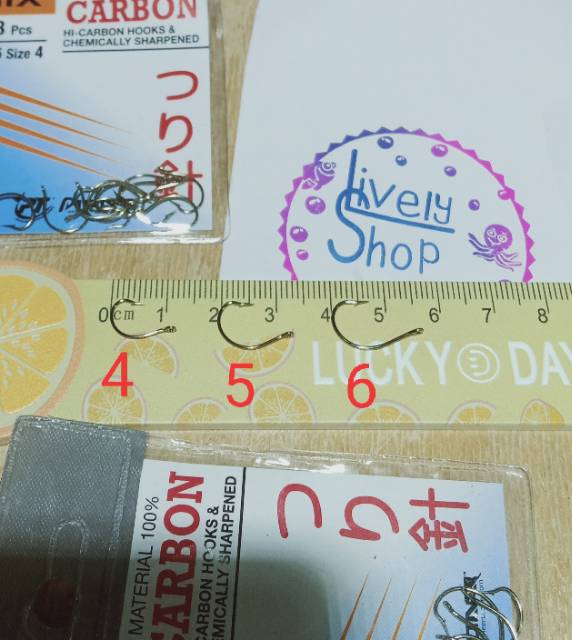 CARBON
HI-CARBON HOOKS &
CHEMICALLY SHARPENED
Pcs
Size 4
つり針
Lively
Shop
0cm 1 2 3 4 5 6 7 8
4 5 6
LUCKY DAY
MATERIAL 100%
CARBON
CARBON HOOKS &
SHARPENED
つり針